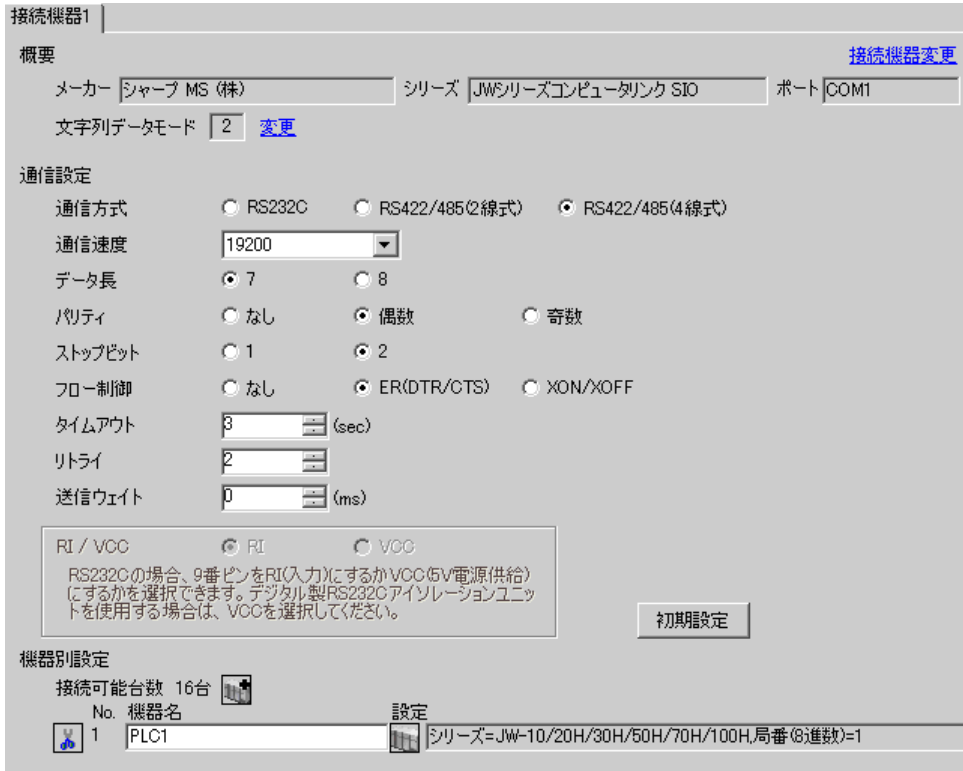 接続機器1
概要 接続機器変更
メーカー シャープ MS (株) シリーズ JWシリーズコンピュータリンク SIO ポート COM1
文字列データモード 2 変更
通信設定
通信方式 RS232C RS422/485(2線式) RS422/485(4線式)
通信速度 19200
データ長 7 8
パリティ なし 偶数 奇数
ストップビット 1 2
フロー制御 なし ER(DTR/CTS) XON/XOFF
タイムアウト 3 (sec)
リトライ 2
送信ウェイト 0 (ms)
RI / VCC RI VCC
RS232Cの場合、9番ピンをRI(入力)にするかVCC(5V電源供給)
にするかを選択できます。デジタル製RS232Cアイソレーションユニッ
トを使用する場合は、VCCを選択してください。
初期設定
機器別設定
接続可能台数 16台
No. 機器名 設定
1 PLC1 シリーズ=JW-10/20H/30H/50H/70H/100H,局番(8進数)=1